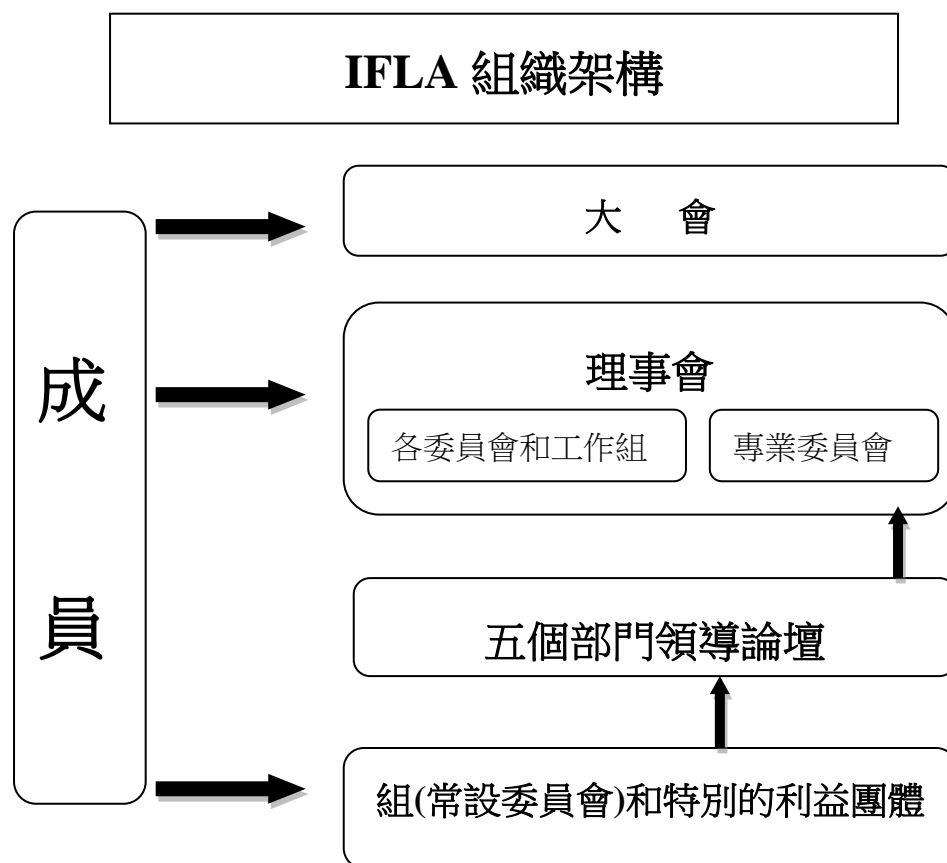 IFLA 組織架構
大 會
成
員
理事會
各委員會和工作組
專業委員會
五個部門領導論壇
組(常設委員會)和特別的利益團體